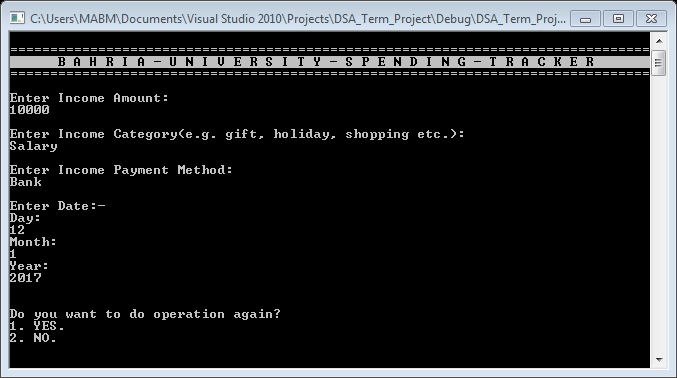 C:\Users\MABM\Documents\Visual Studio 2010\Projects\DSA_Term_Project\Debug\DSA_Term_Proj...
================================================================================
B A H R I A - U N I V E R S I T Y - S P E N D I N G - T R A C K E R
================================================================================
Enter Income Amount:
10000
Enter Income Category(e.g. gift, holiday, shopping etc.):
Salary
Enter Income Payment Method:
Bank
Enter Date:-
Day:
12
Month:
1
Year:
2017
Do you want to do operation again?
1. YES.
2. NO.